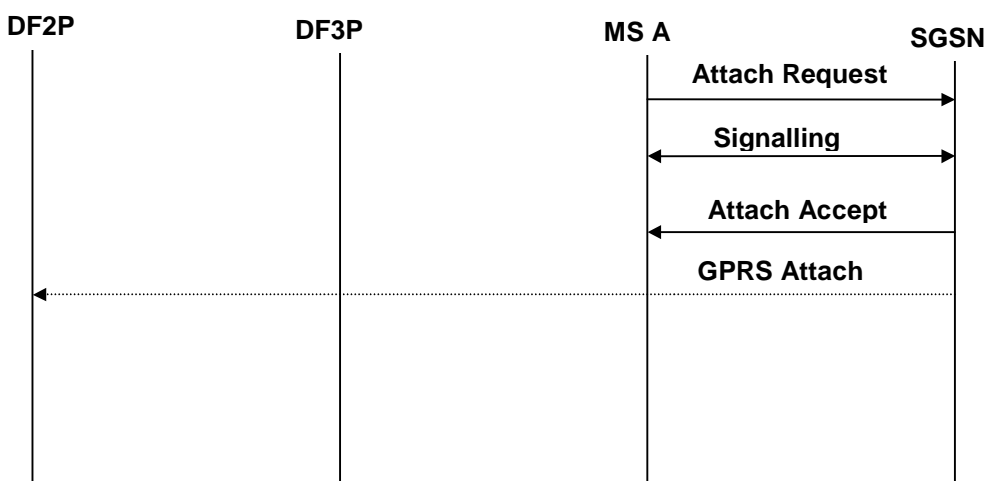 DF2P
DF3P
MS A
SGSN
Attach Request
Signalling
Attach Accept
GPRS Attach